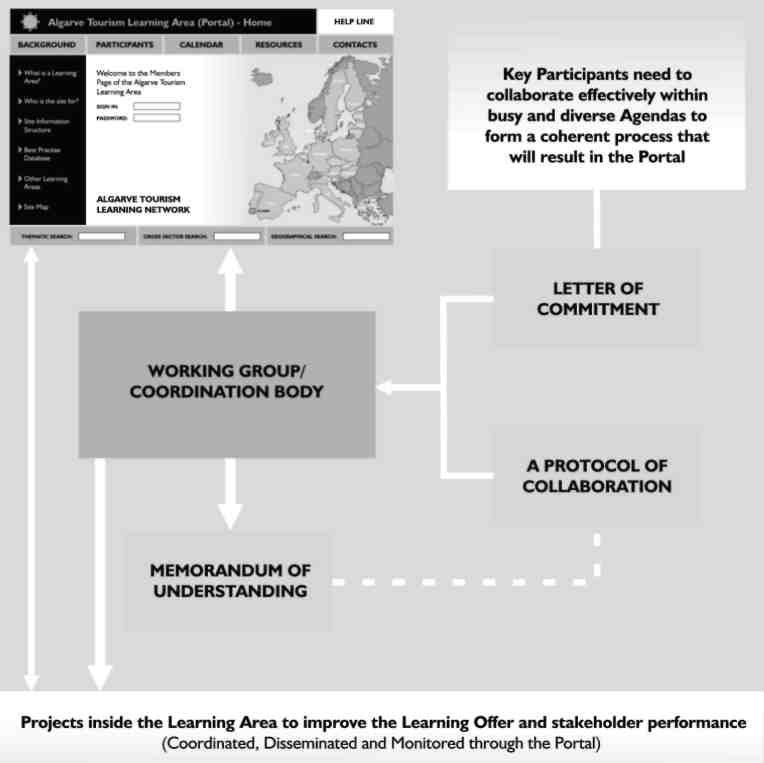 Algarve Tourism Learning Area (Portal) - Home
HELP LINE
BACKGROUND PARTICIPANTS CALENDAR RESOURCES CONTACTS
What is a Learning
Area?
Who is the site for?
Site Information
Structure
Best Practise
Database
Other Learning
Areas
Site Map
Welcome to the Members
Page of the Algarve Tourism
Learning Area
SIGN IN:
PASSWORD:
ALGARVE TOURISM
LEARNING NETWORK
THEMATIC SEARCH: CROSS SECTOR SEARCH: GEOGRAPHICAL SEARCH:
Key Participants need to
collaborate effectively within
busy and diverse Agendas to
form a coherent process that
will result in the Portal
LETTER OF
COMMITMENT
WORKING GROUP/
COORDINATION BODY
A PROTOCOL OF
COLLABORATION
MEMORANDUM OF
UNDERSTANDING
Projects inside the Learning Area to improve the Learning Offer and stakeholder performance
(Coordinated, Disseminated and Monitored through the Portal)